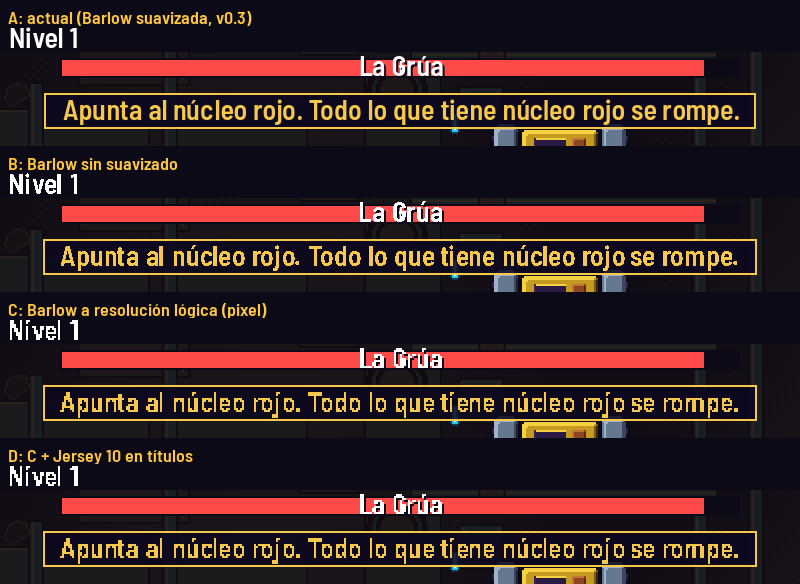 A: actual (Barlow suavizada, v0.3)
Nivel 1
La Grúa
Apunta al núcleo rojo. Todo lo que tiene núcleo rojo se rompe.
B: Barlow sin suavizado
Nivel 1
La Grúa
Apunta al núcleo rojo. Todo lo que tiene núcleo rojo se rompe.
C: Barlow a resolución lógica (pixel)
Nivel 1
La Grúa
Apunta al núcleo rojo. Todo lo que tiene núcleo rojo se rompe.
D: C + Jersey 10 en títulos
Nivel 1
La Grúa
Apunta al núcleo rojo. Todo lo que tiene núcleo rojo se rompe.